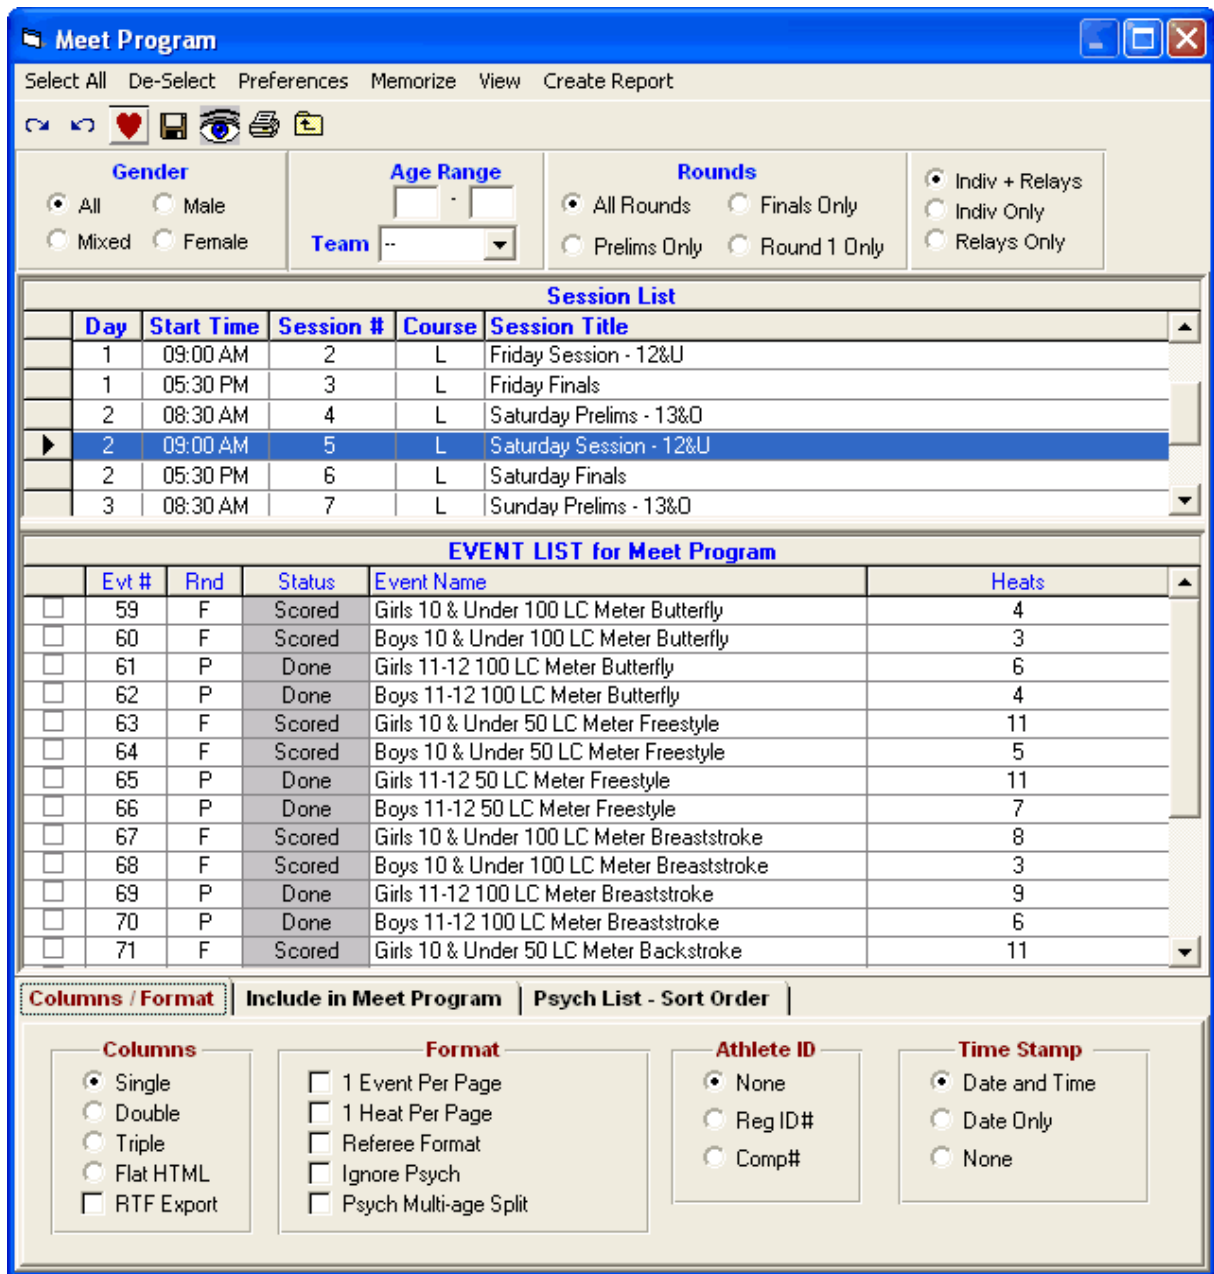 Meet Program
Select All De-Select Preferences Memorize View Create Report
Gender
All Male
Mixed Female
Age Range
-
Team --
Rounds
All Rounds Finals Only
Prelims Only Round 1 Only
Indiv + Relays
Indiv Only
Relays Only
Session List
Day Start Time Session # Course Session Title
1 09:00 AM 2 L Friday Session - 12&U
1 05:30 PM 3 L Friday Finals
2 08:30 AM 4 L Saturday Prelims - 13&O
2 09:00 AM 5 L Saturday Session - 12&U
2 05:30 PM 6 L Saturday Finals
3 08:30 AM 7 L Sunday Prelims - 13&O
EVENT LIST for Meet Program
Evt # Rnd Status Event Name Heats
59 F Scored Girls 10 & Under 100 LC Meter Butterfly 4
60 F Scored Boys 10 & Under 100 LC Meter Butterfly 3
61 P Done Girls 11-12 100 LC Meter Butterfly 6
62 P Done Boys 11-12 100 LC Meter Butterfly 4
63 F Scored Girls 10 & Under 50 LC Meter Freestyle 11
64 F Scored Boys 10 & Under 50 LC Meter Freestyle 5
65 P Done Girls 11-12 50 LC Meter Freestyle 11
66 P Done Boys 11-12 50 LC Meter Freestyle 7
67 F Scored Girls 10 & Under 100 LC Meter Breaststroke 8
68 F Scored Boys 10 & Under 100 LC Meter Breaststroke 3
69 P Done Girls 11-12 100 LC Meter Breaststroke 9
70 P Done Boys 11-12 100 LC Meter Breaststroke 6
71 F Scored Girls 10 & Under 50 LC Meter Backstroke 11
Columns / Format Include in Meet Program Psych List - Sort Order
Columns
Single
Double
Triple
Flat HTML
RTF Export
Format
1 Event Per Page
1 Heat Per Page
Referee Format
Ignore Psych
Psych Multi-age Split
Athlete ID
None
Reg ID#
Comp#
Time Stamp
Date and Time
Date Only
None